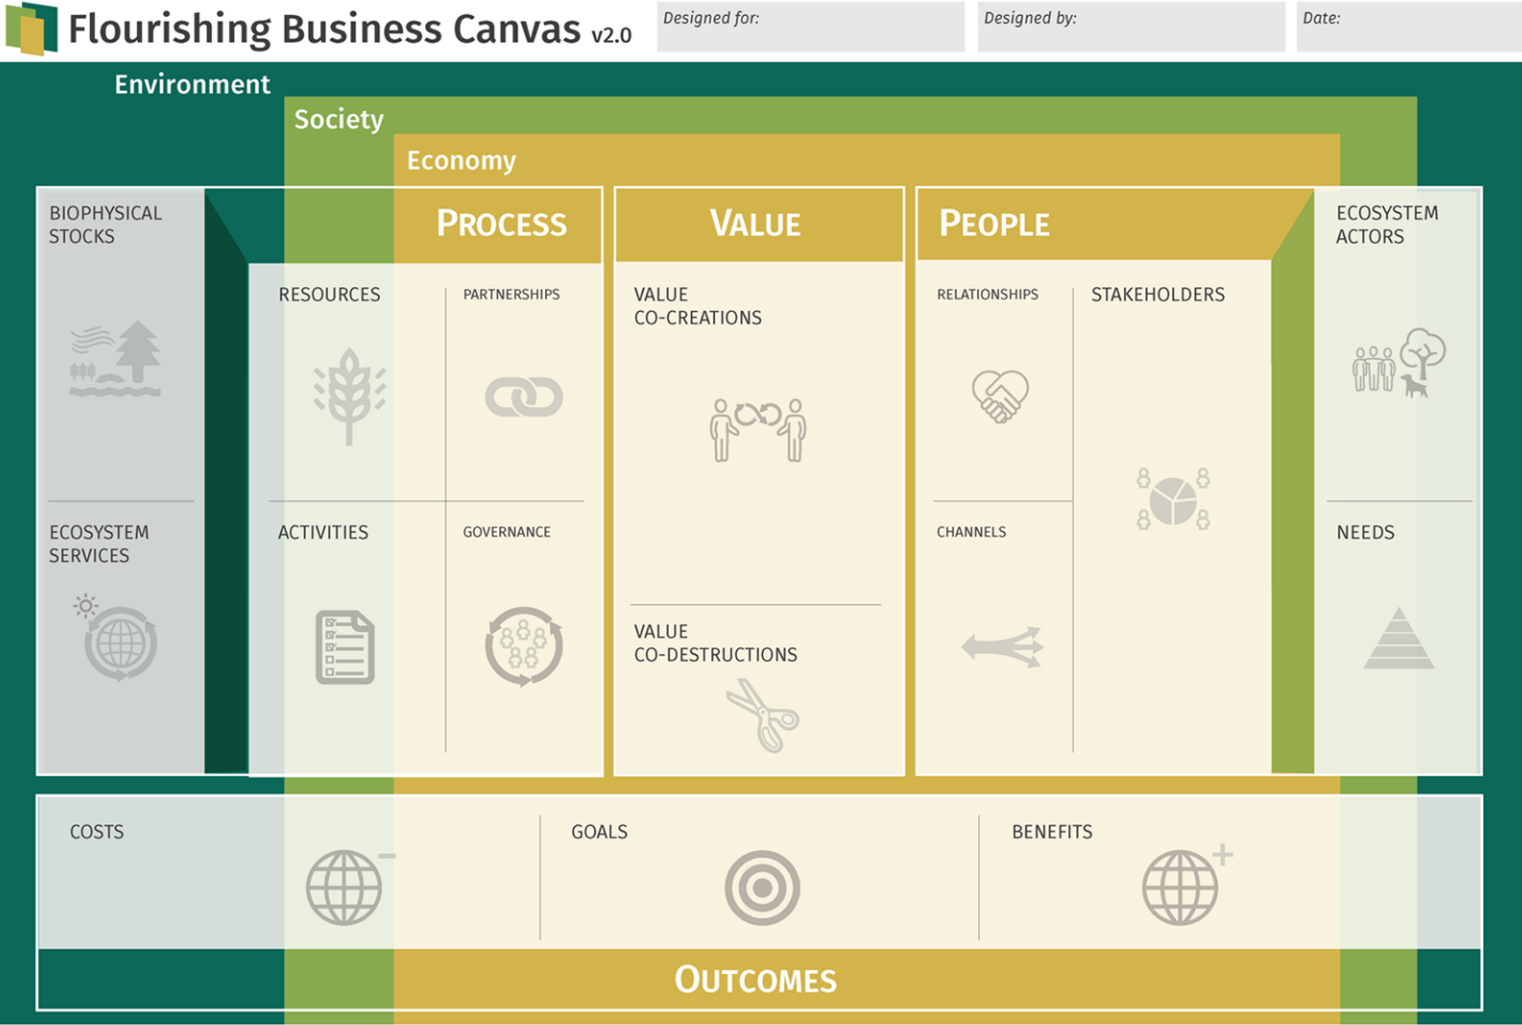 Flourishing Business Canvas v2.0
Designed for:
Designed by:
Date:
Environment
Society
Economy
BIOPHYSICAL
STOCKS
ECOSYSTEM
SERVICES
PROCESS
RESOURCES
PARTNERSHIPS
ACTIVITIES
GOVERNANCE
VALUE
VALUE
CO-CREATIONS
VALUE
CO-DESTRUCTIONS
PEOPLE
RELATIONSHIPS
STAKEHOLDERS
CHANNELS
ECOSYSTEM
ACTORS
NEEDS
COSTS
GOALS
BENEFITS
OUTCOMES